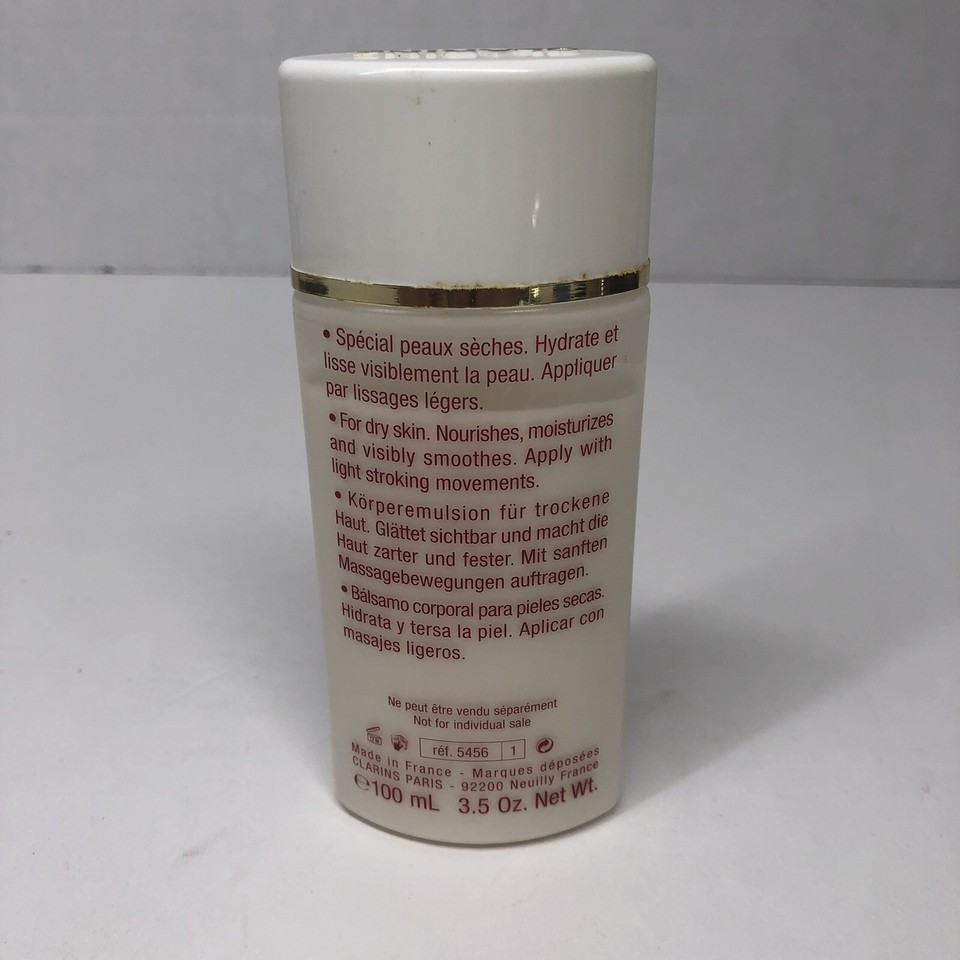 • Spécial peaux sèches. Hydrate et
lisse visiblement la peau. Appliquer
par lissages légers.
• For dry skin. Nourishes, moisturizes
and visibly smoothes. Apply with
light stroking movements.
• Körperemulsion für trockene
Haut. Glättet sichtbar und macht die
Haut zarter und fester. Mit sanften
Massagebewegungen auftragen.
• Bálsamo corporal para pieles secas.
Hidrata y tersa la piel. Aplicar con
masajes ligeros.
Ne peut être vendu séparément
Not for individual sale
réf. 5456 1
Made in France - Marques déposées
CLARINS PARIS - 92200 Neuilly France
℮100 mL 3.5 Oz. Net Wt.